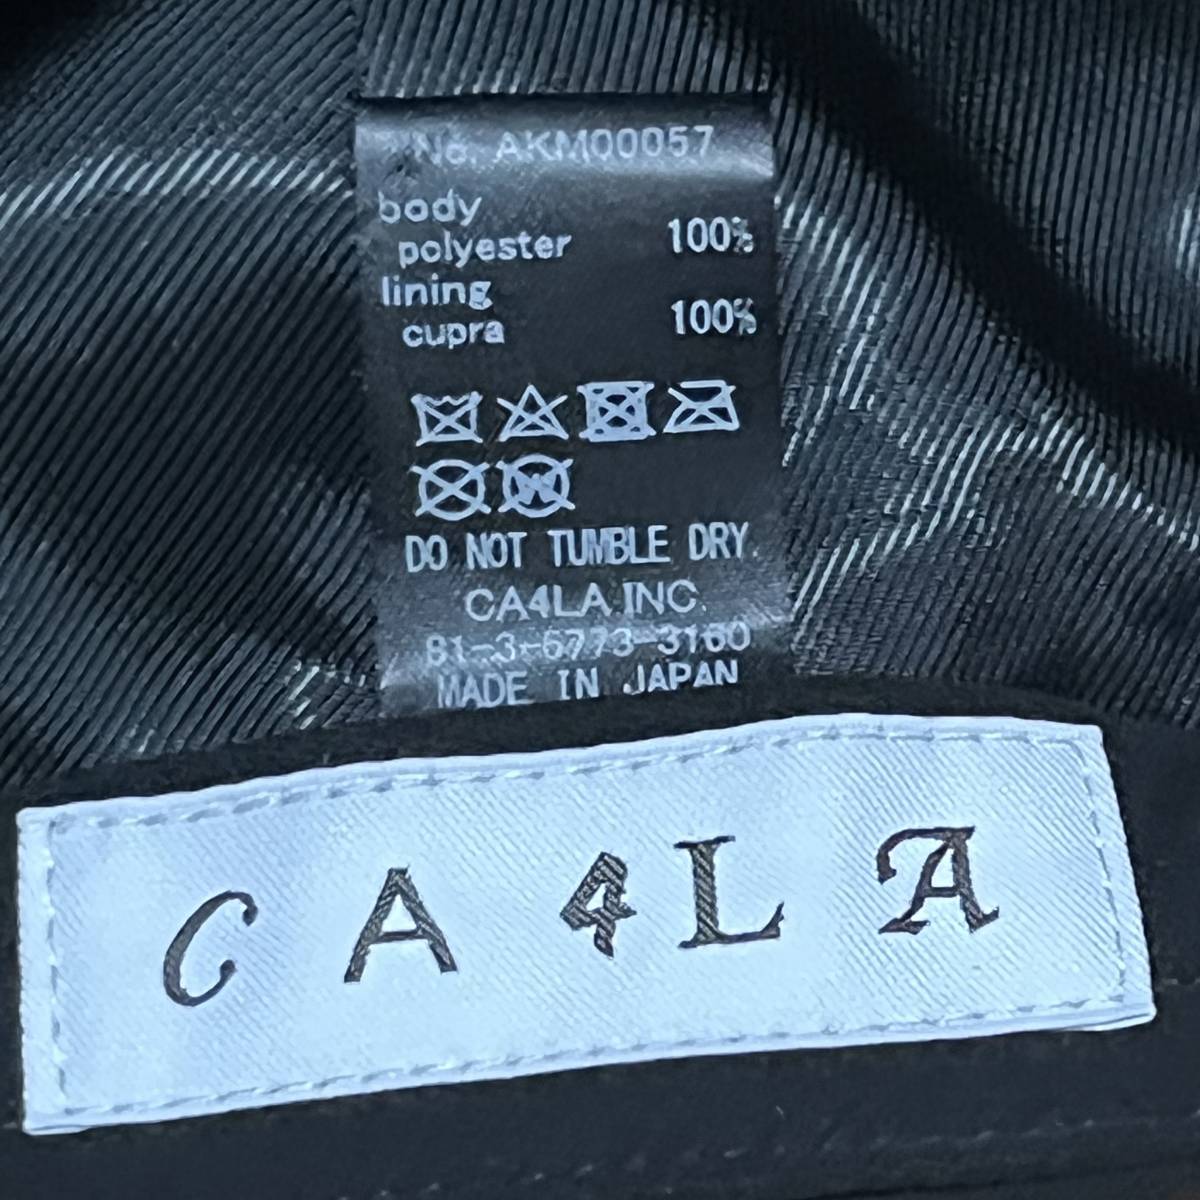 No. AKM00057
body
polyester 100%
lining
cupra 100%
DO NOT TUMBLE DRY.
CA4LA INC.
81-3-5773-3160
MADE IN JAPAN
CA4LA